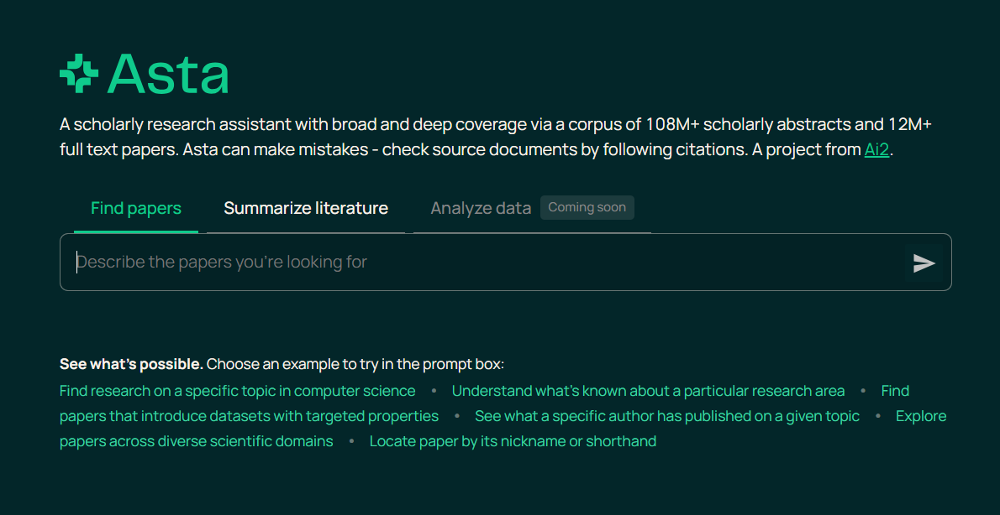 Asta
A scholarly research assistant with broad and deep coverage via a corpus of 108M+ scholarly abstracts and 12M+
full text papers. Asta can make mistakes - check source documents by following citations. A project from Ai2.
Find papers Summarize literature Analyze data Coming soon
Describe the papers you're looking for
See what's possible. Choose an example to try in the prompt box:
Find research on a specific topic in computer science • Understand what's known about a particular research area • Find
papers that introduce datasets with targeted properties • See what a specific author has published on a given topic • Explore
papers across diverse scientific domains • Locate paper by its nickname or shorthand